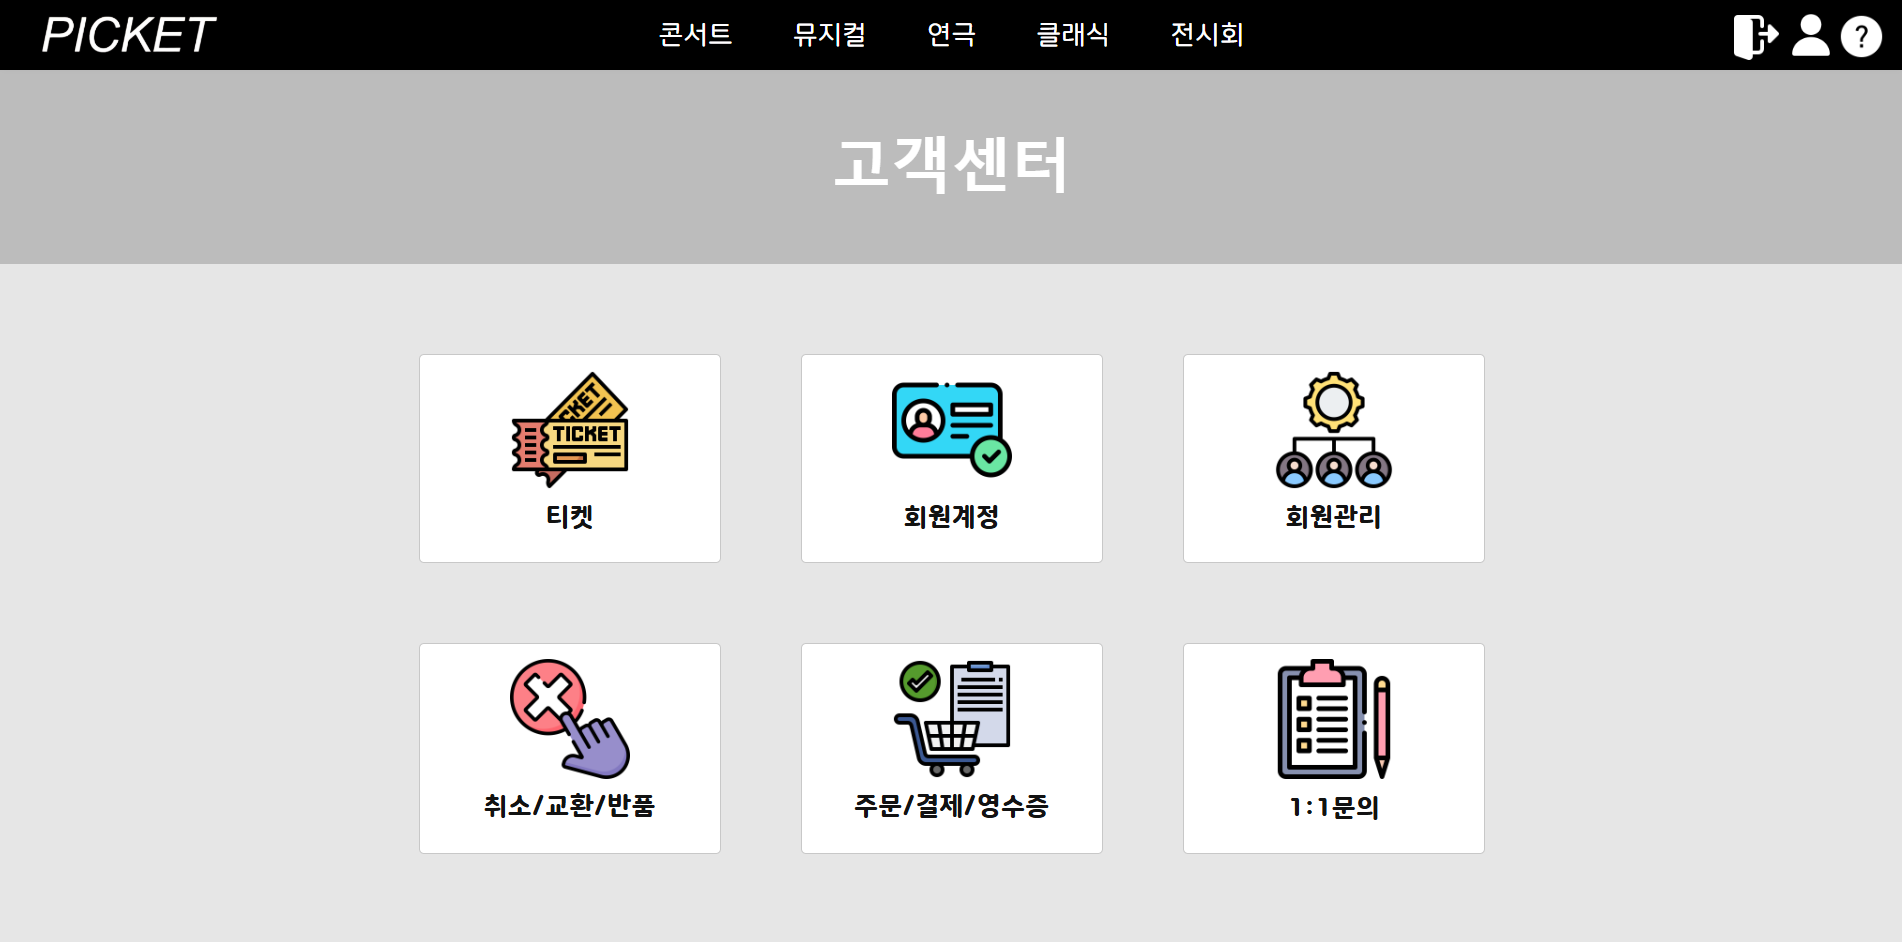 PICKET 콘서트 뮤지컬 연극 클래식 전시회 ?
고객센터
CKET
TICKET
티켓 회원계정 회원관리
취소/교환/반품 주문/결제/영수증 1:1문의